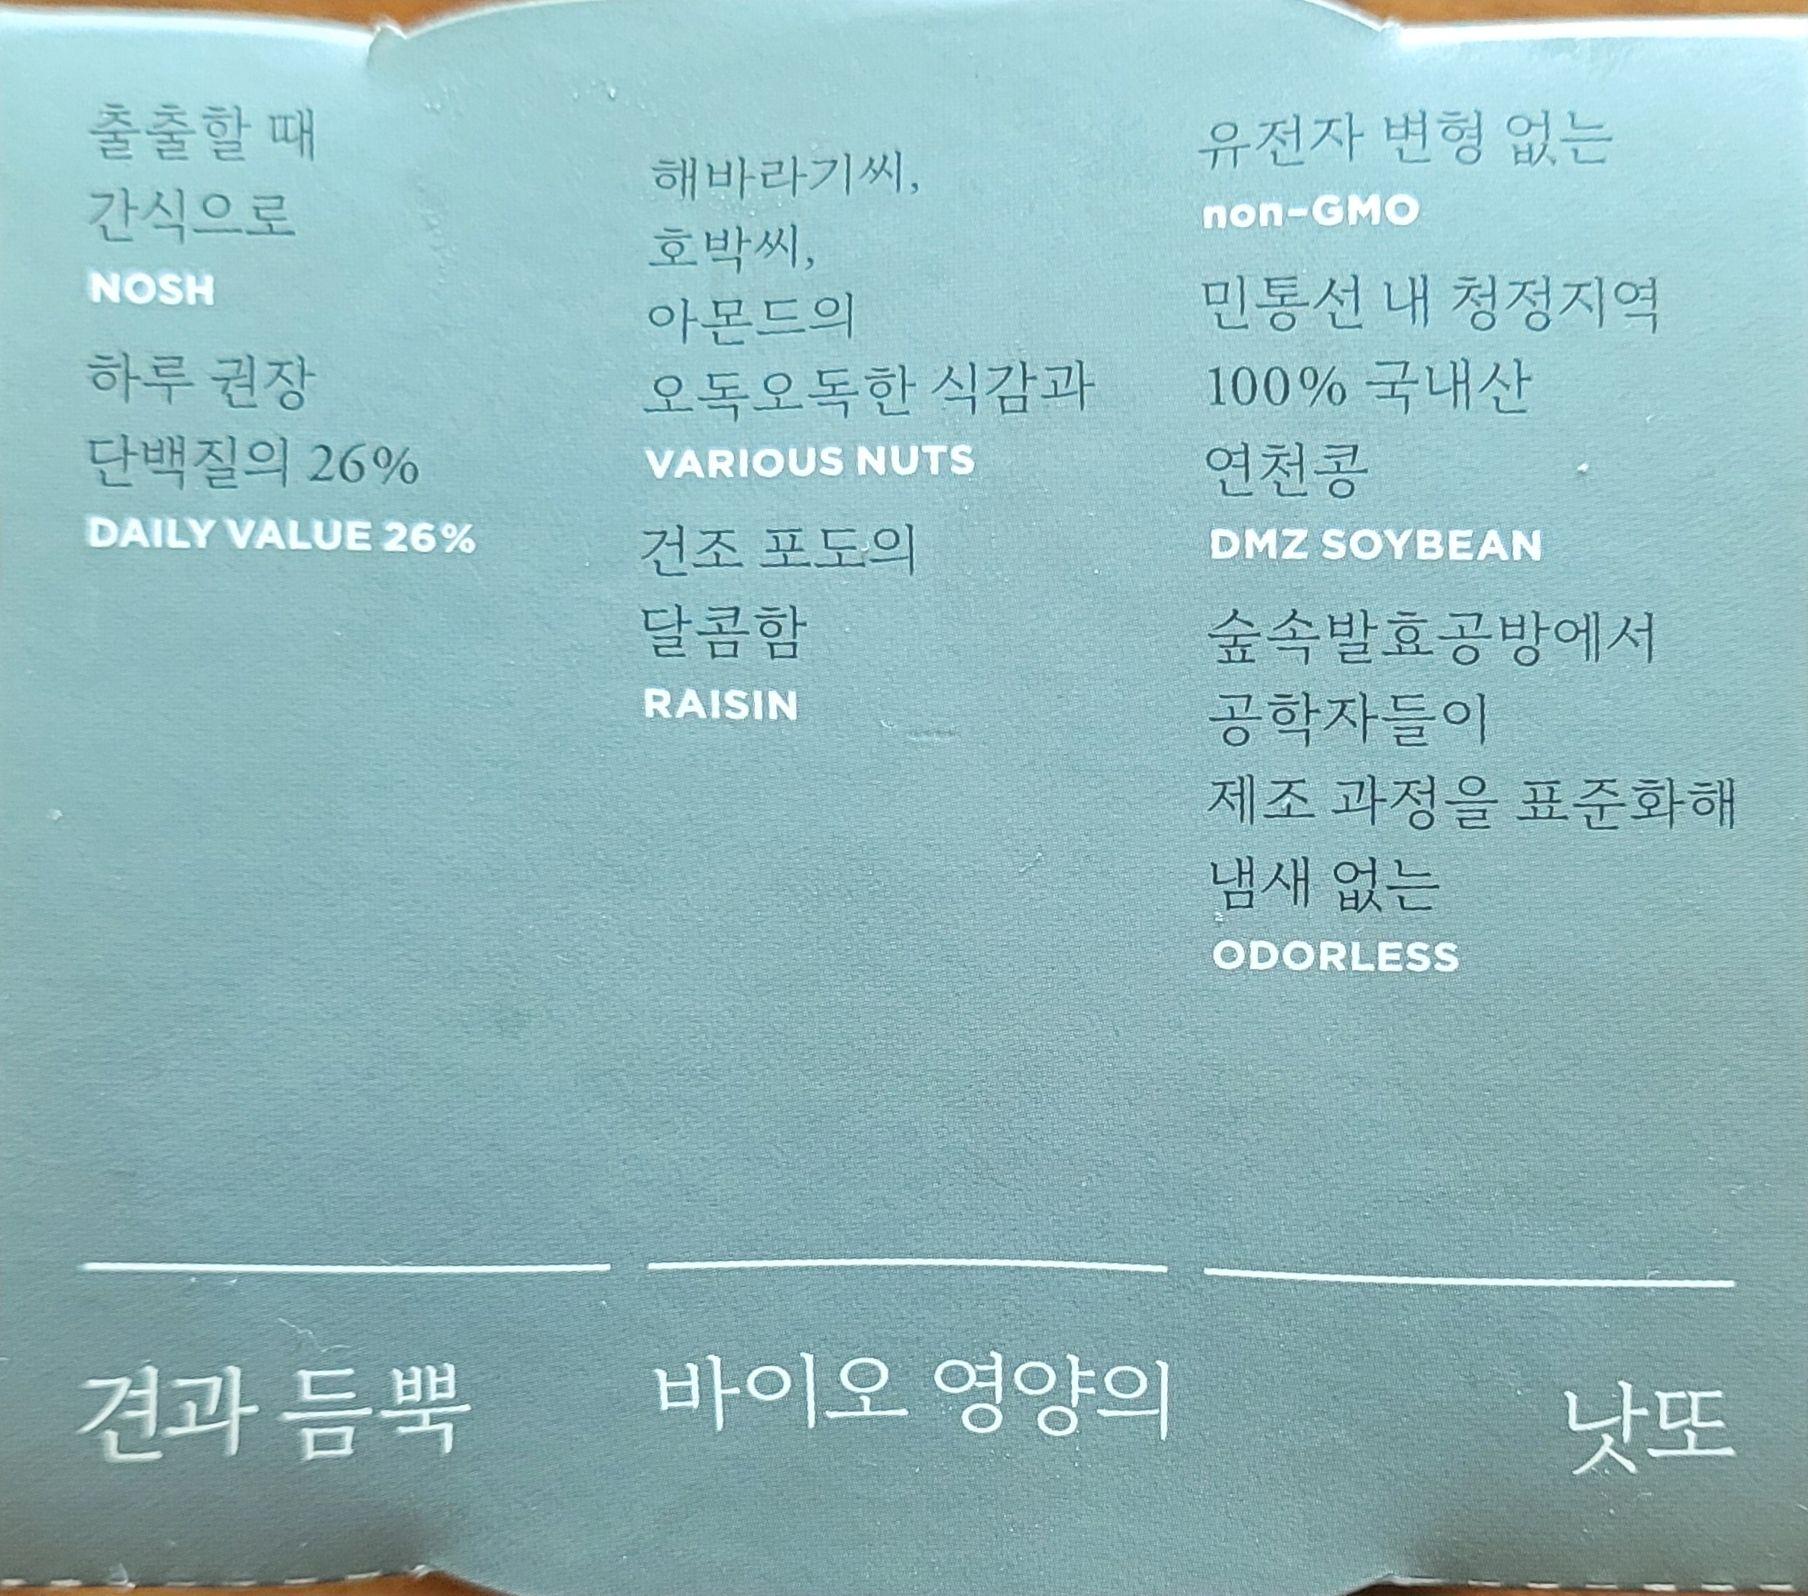 출출할 때
간식으로
NOSH
하루 권장
단백질의 26%
DAILY VALUE 26%
해바라기씨,
호박씨,
아몬드의
오독오독한 식감과
VARIOUS NUTS
건조 포도의
달콤함
RAISIN
유전자 변형 없는
non-GMO
민통선 내 청정지역
100% 국내산
연천콩
DMZ SOYBEAN
숲속발효공방에서
공학자들이
제조 과정을 표준화해
냄새 없는
ODORLESS
견과 듬뿍
바이오 영양의
낫또